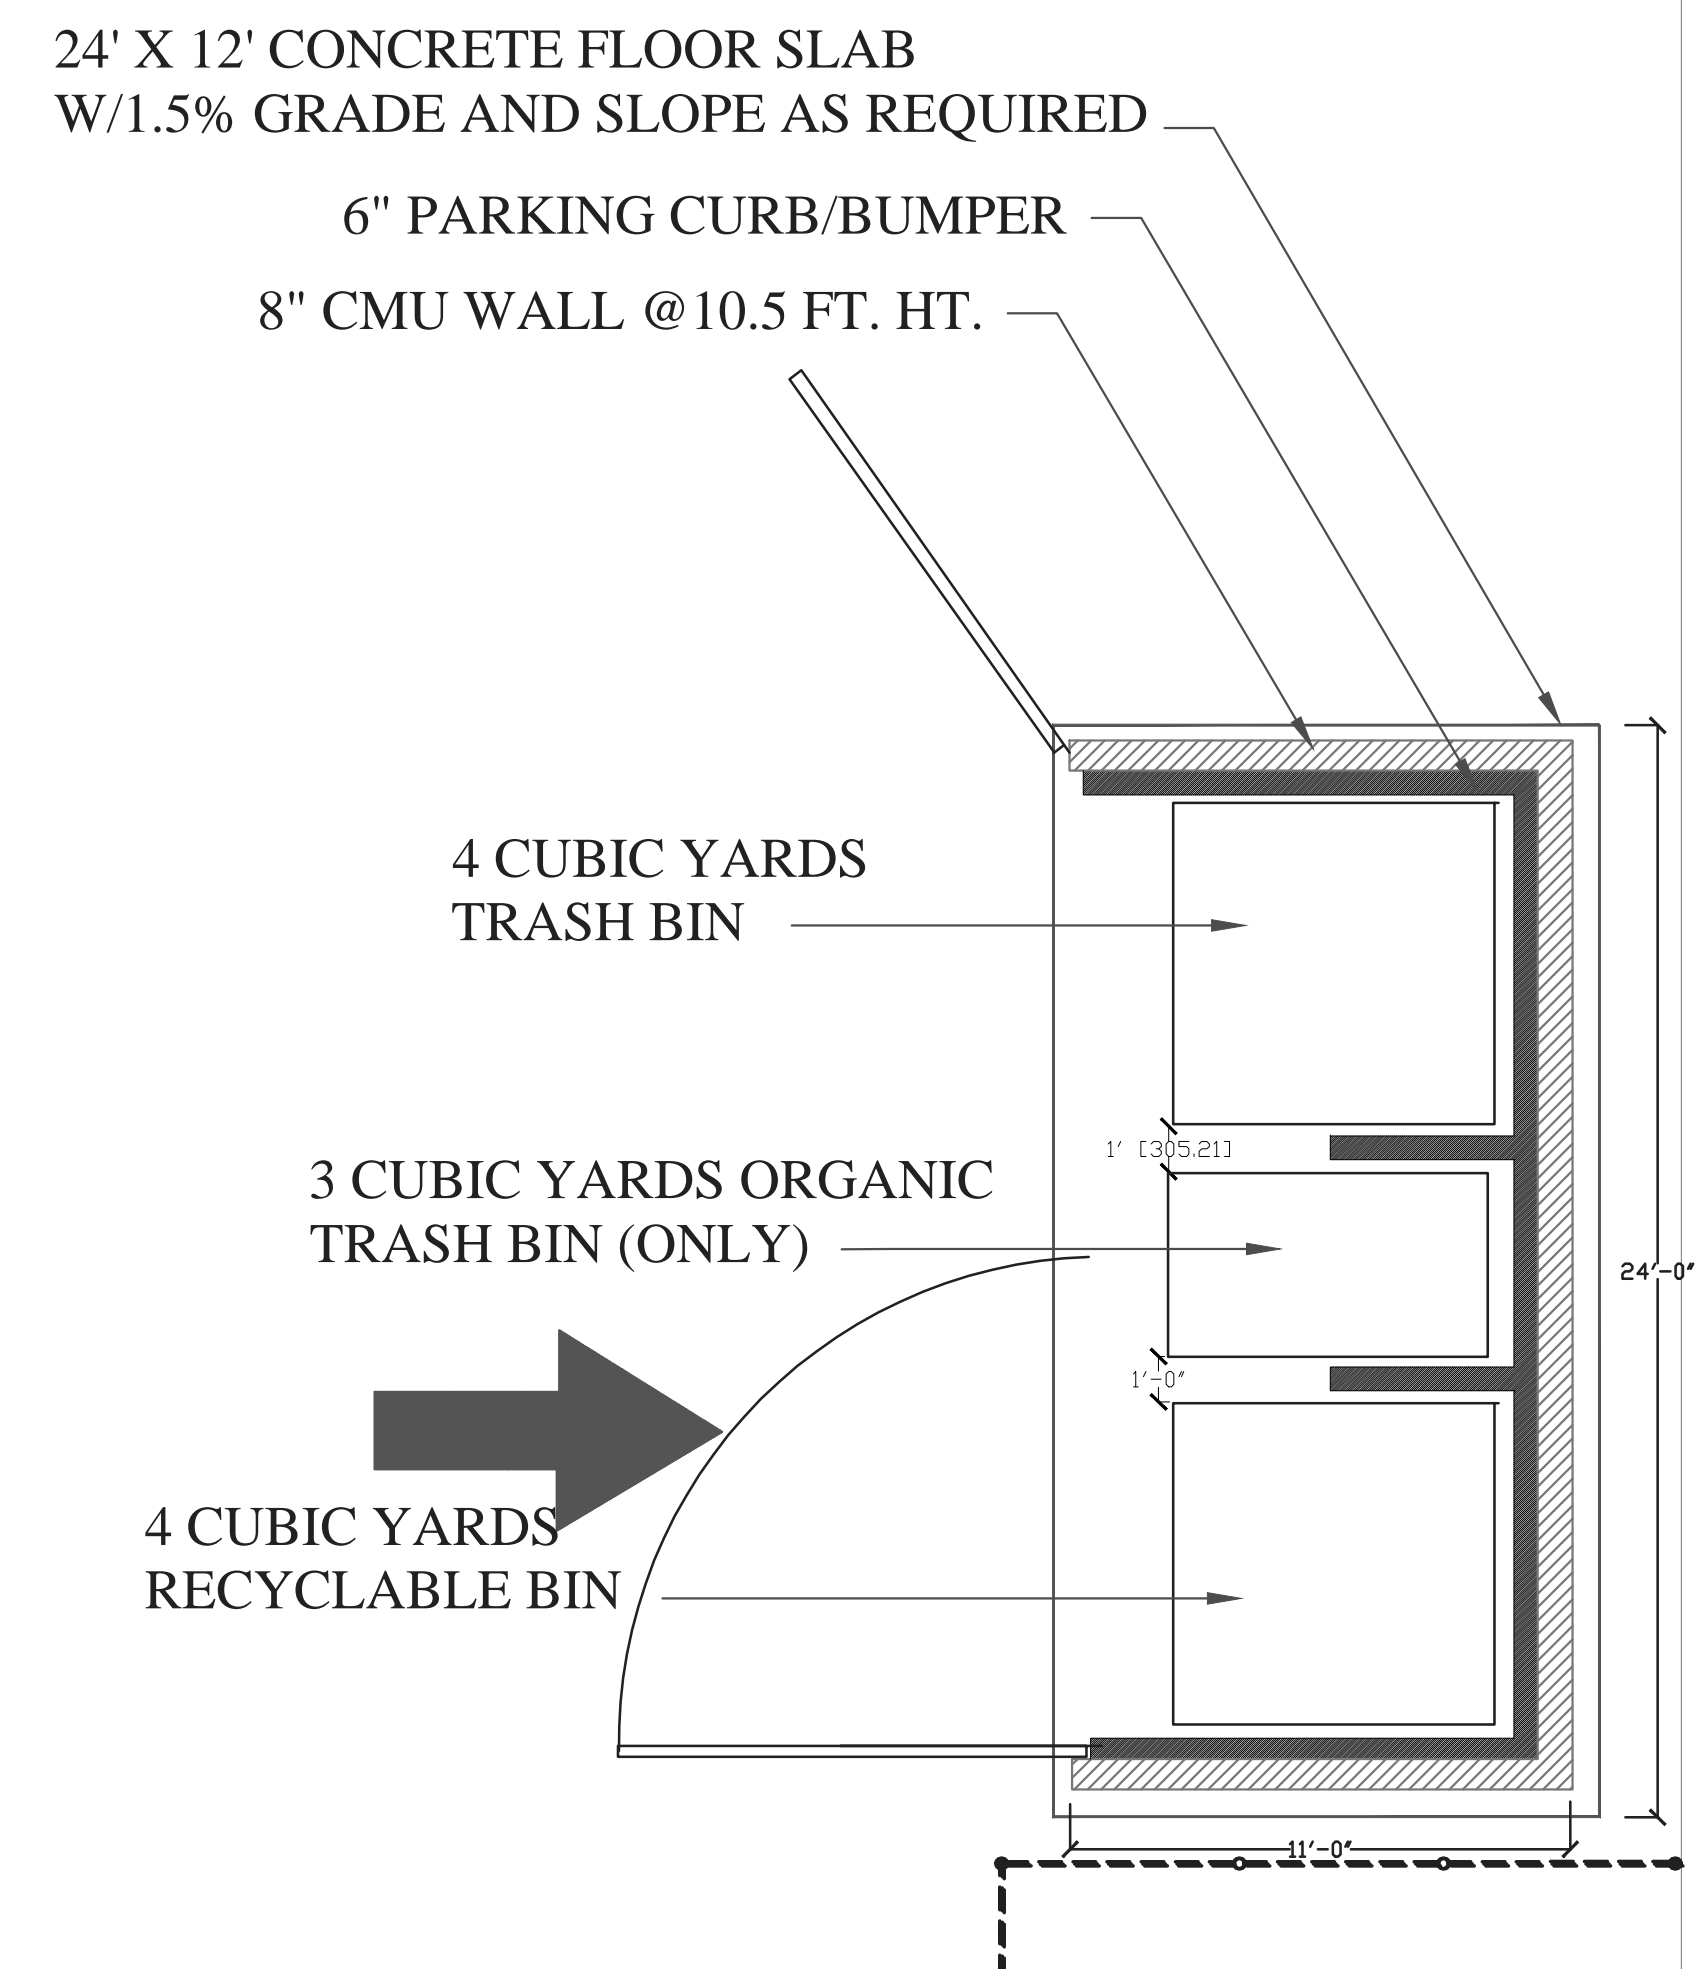 24' X 12' CONCRETE FLOOR SLAB
W/1.5% GRADE AND SLOPE AS REQUIRED
6" PARKING CURB/BUMPER
8" CMU WALL @10.5 FT. HT.
4 CUBIC YARDS
TRASH BIN
1' [305,21]
3 CUBIC YARDS ORGANIC
TRASH BIN (ONLY)
24'-0"
1'-0"
4 CUBIC YARDS
RECYCLABLE BIN
11'-0"